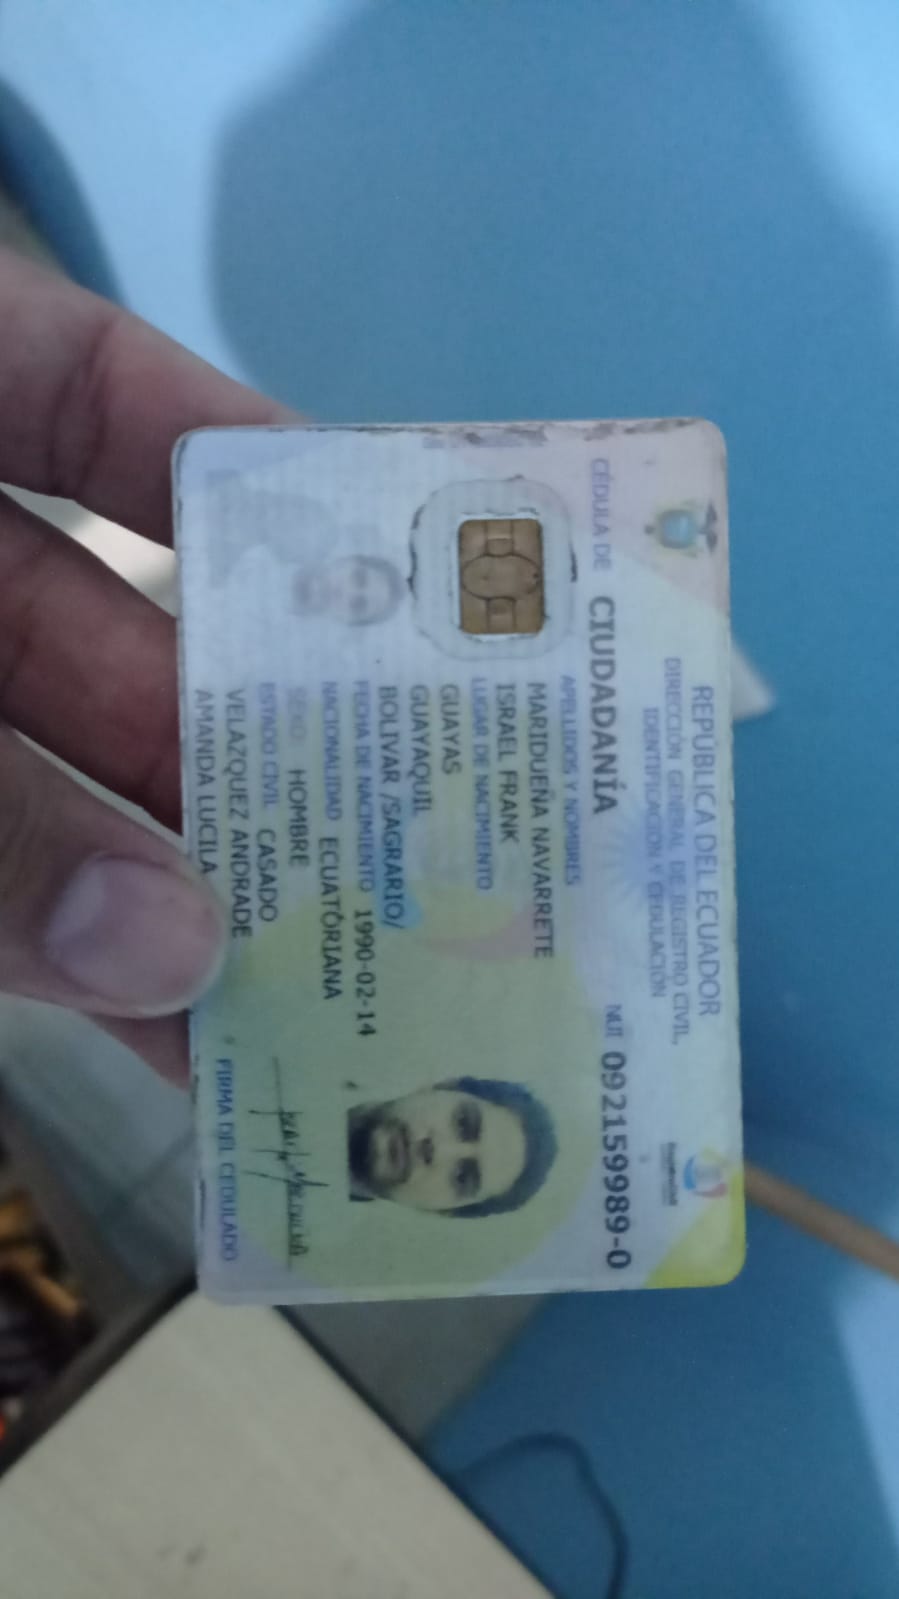 REPÚBLICA DEL ECUADOR
DIRECCIÓN GENERAL DE REGISTRO CIVIL,
IDENTIFICACIÓN Y CEDULACIÓN
CÉDULA DE CIUDADANÍA
NUI 092159989-0
APELLIDOS Y NOMBRES
MARIDUEÑA NAVARRETE
ISRAEL FRANK
LUGAR DE NACIMIENTO
GUAYAS
GUAYAQUIL
BOLIVAR /SAGRARIO/
FECHA DE NACIMIENTO 1990-02-14
NACIONALIDAD ECUATORIANA
SEXO HOMBRE
ESTADO CIVIL CASADO
VELAZQUEZ ANDRADE
AMANDA LUCILA
FIRMA DEL CEDULADO